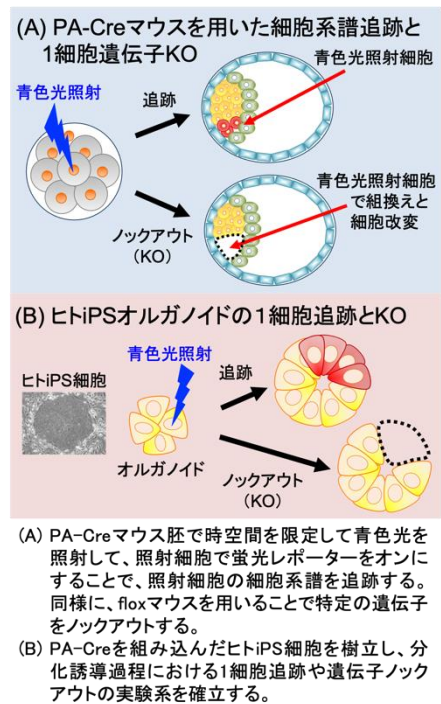 (A) PA-Creマウスを用いた細胞系譜追跡と
1細胞遺伝子KO
青色光照射細胞
青色光照射
追跡
青色光照射細胞
で組換えと
細胞改変
ノックアウト
(KO)
(B) ヒトiPSオルガノイドの1細胞追跡とKO
青色光照射
追跡
ヒトiPS細胞
オルガノイド
ノックアウト
(KO)
(A) PA-Creマウス胚で時空間を限定して青色光を
照射して、照射細胞で蛍光レポーターをオンに
することで、照射細胞の細胞系譜を追跡する。
同様に、floxマウスを用いることで特定の遺伝子
をノックアウトする。
(B) PA-Creを組み込んだヒトiPS細胞を樹立し、分
化誘導過程における1細胞追跡や遺伝子ノック
アウトの実験系を確立する。